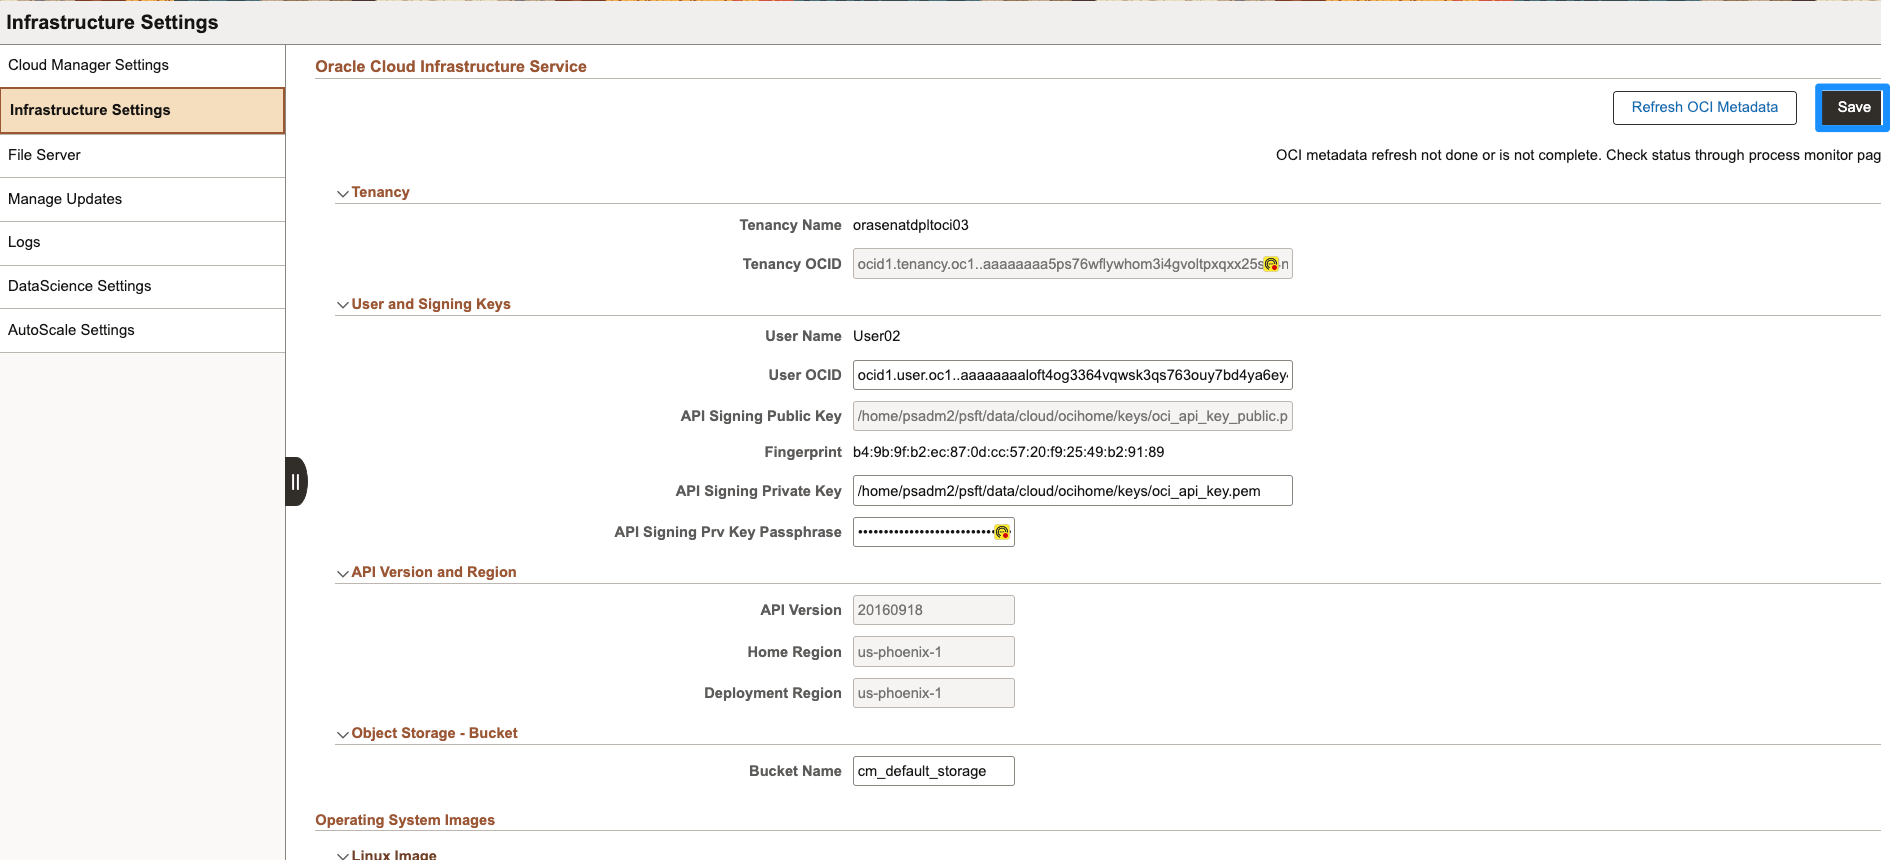 Infrastructure Settings
Cloud Manager Settings
Infrastructure Settings
File Server
Manage Updates
Logs
DataScience Settings
AutoScale Settings
Oracle Cloud Infrastructure Service
Refresh OCI Metadata
Save
OCI metadata refresh not done or is not complete. Check status through process monitor pag
Tenancy
Tenancy Name orasenatdpltoci03
Tenancy OCID ocid1.tenancy.oc1..aaaaaaaa5ps76wflywhom3i4gvoltpxqxx25s
User and Signing Keys
User Name User02
User OCID ocid1.user.oc1..aaaaaaaaloft4og3364vqwsk3qs763ouy7bd4ya6ey
API Signing Public Key /home/psadm2/psft/data/cloud/ocihome/keys/oci_api_key_public.p
Fingerprint b4:9b:9f:b2:ec:87:0d:cc:57:20:f9:25:49:b2:91:89
API Signing Private Key /home/psadm2/psft/data/cloud/ocihome/keys/oci_api_key.pem
API Signing Prv Key Passphrase
API Version and Region
API Version 20160918
Home Region us-phoenix-1
Deployment Region us-phoenix-1
Object Storage - Bucket
Bucket Name cm_default_storage
Operating System Images
Linux Image